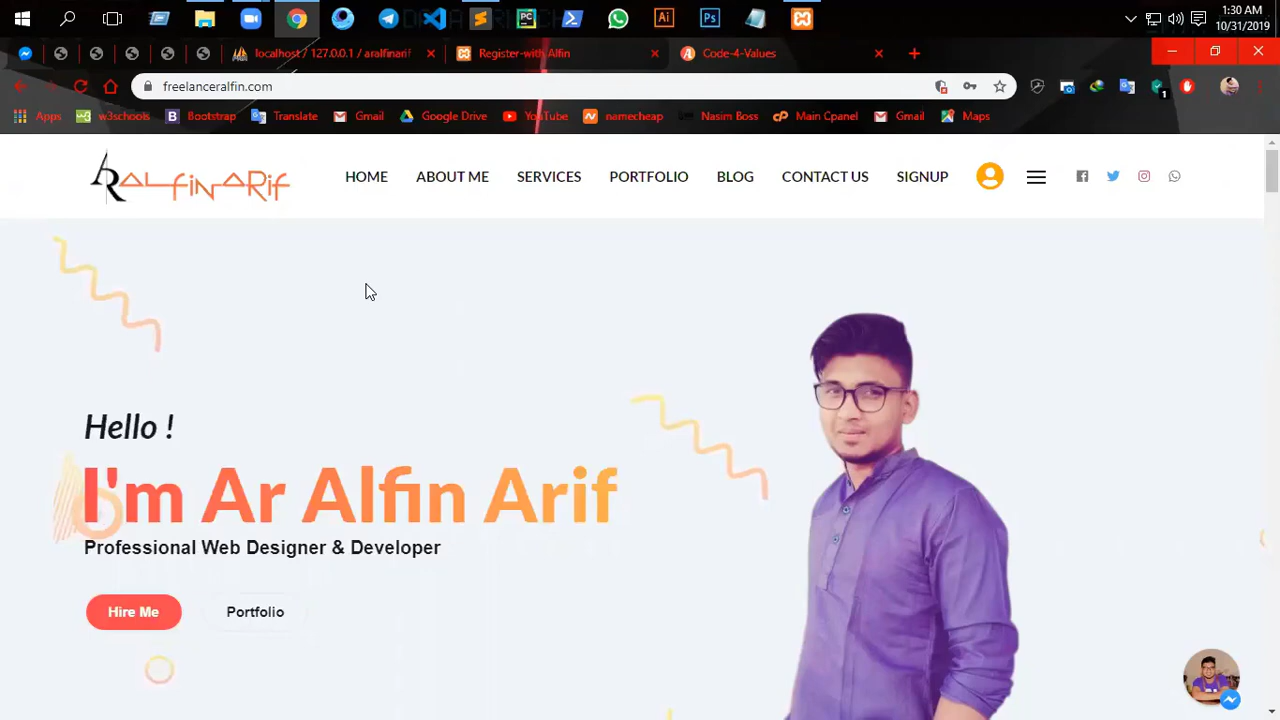 1:30 AM
10/31/2019
localhost / 127.0.0.1 / aralfinarif
Register-with Alfin
Code-4-Values
freelanceralfin.com
Apps w3schools Bootstrap Translate Gmail Google Drive YouTube namecheap Nasim Boss Main Cpanel Gmail Maps
ALFINARIF HOME ABOUT ME SERVICES PORTFOLIO BLOG CONTACT US SIGNUP
Hello !
I'm Ar Alfin Arif
Professional Web Designer & Developer
Hire Me Portfolio